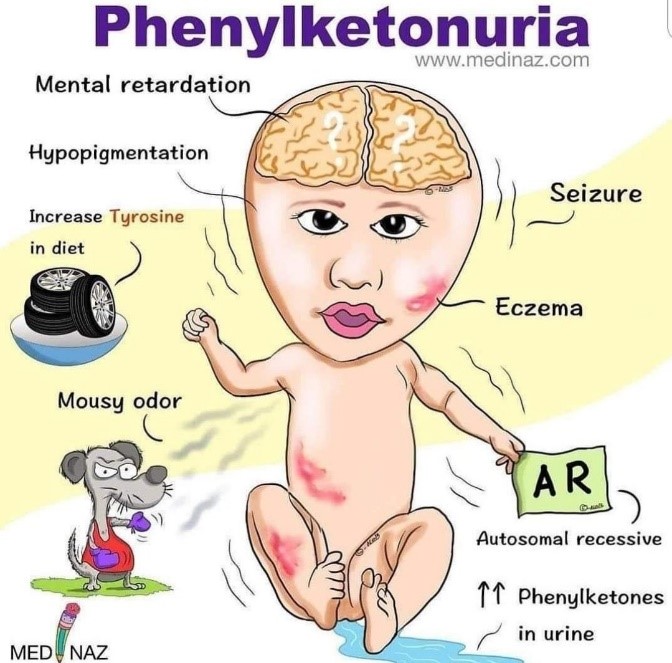 Phenylketonuria
www.medinaz.com
Mental retardation
Hypopigmentation
Increase Tyrosine
in diet
? ?
Seizure
Eczema
Mousy odor
AR
Autosomal recessive
↑↑ Phenylketones
in urine
MEDNAZ